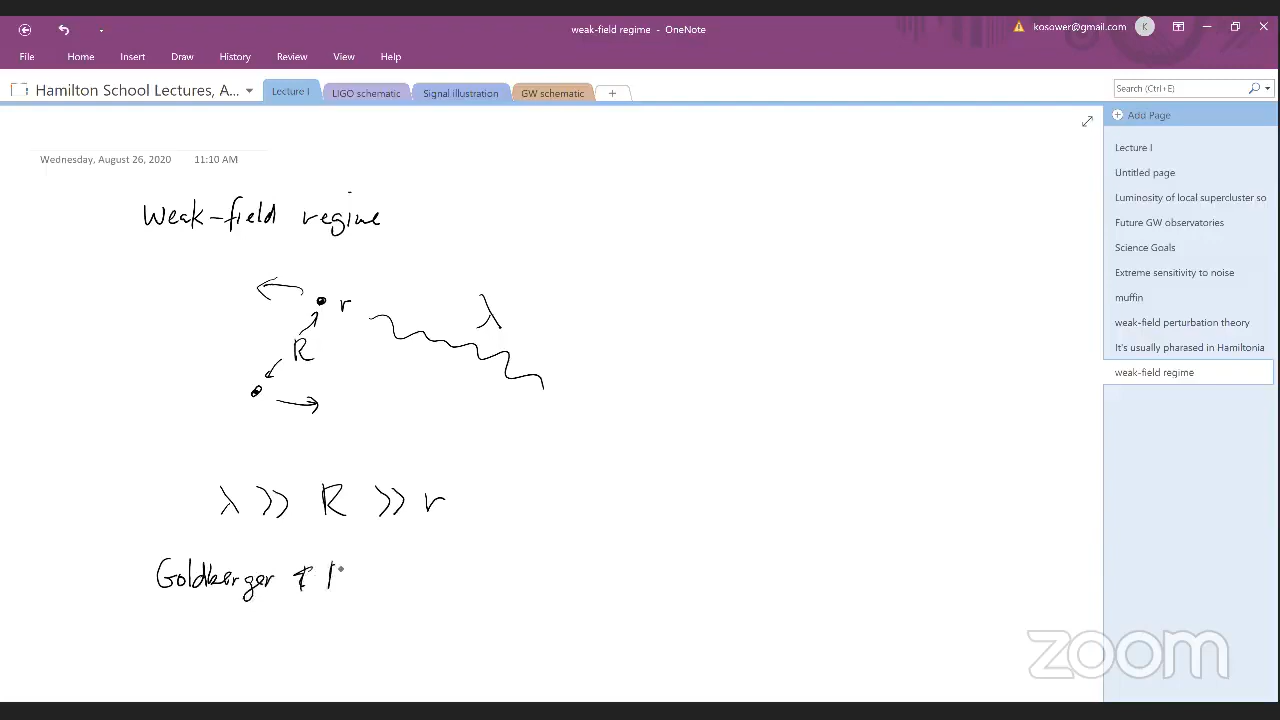 weak-field regime - OneNote
kosower@gmail.com
K
File Home Insert Draw History Review View Help
Hamilton School Lectures, A...
Lecture I
LIGO schematic
Signal illustration
GW schematic
Search (Ctrl+E)
Add Page
Lecture I
Untitled page
Luminosity of local supercluster so
Future GW observatories
Science Goals
Extreme sensitivity to noise
muffin
weak-field perturbation theory
It's usually pharased in Hamiltonia
weak-field regime
Wednesday, August 26, 2020 11:10 AM
Weak-field regime
r
λ
R
λ >> R >> r
Goldberger &
zoom